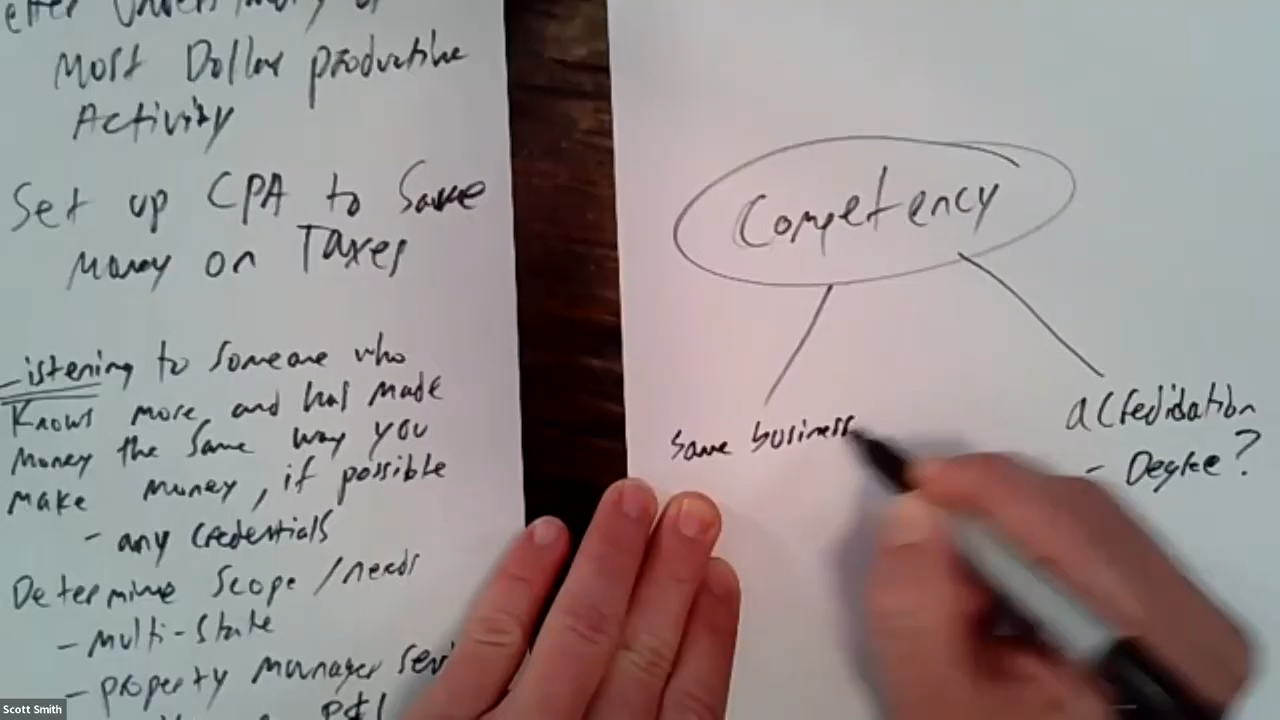 Most Dollar productive
Activity
Set up CPA to Save
Money on Taxes
Listening to Someone who
Knows more and has made
Money the Same way you
make money, if possible
- any credentials
Determine Scope / needs
- multi-State
- property manager
P&L
Competency
Same business
accredidation
- Degree?
Scott Smith